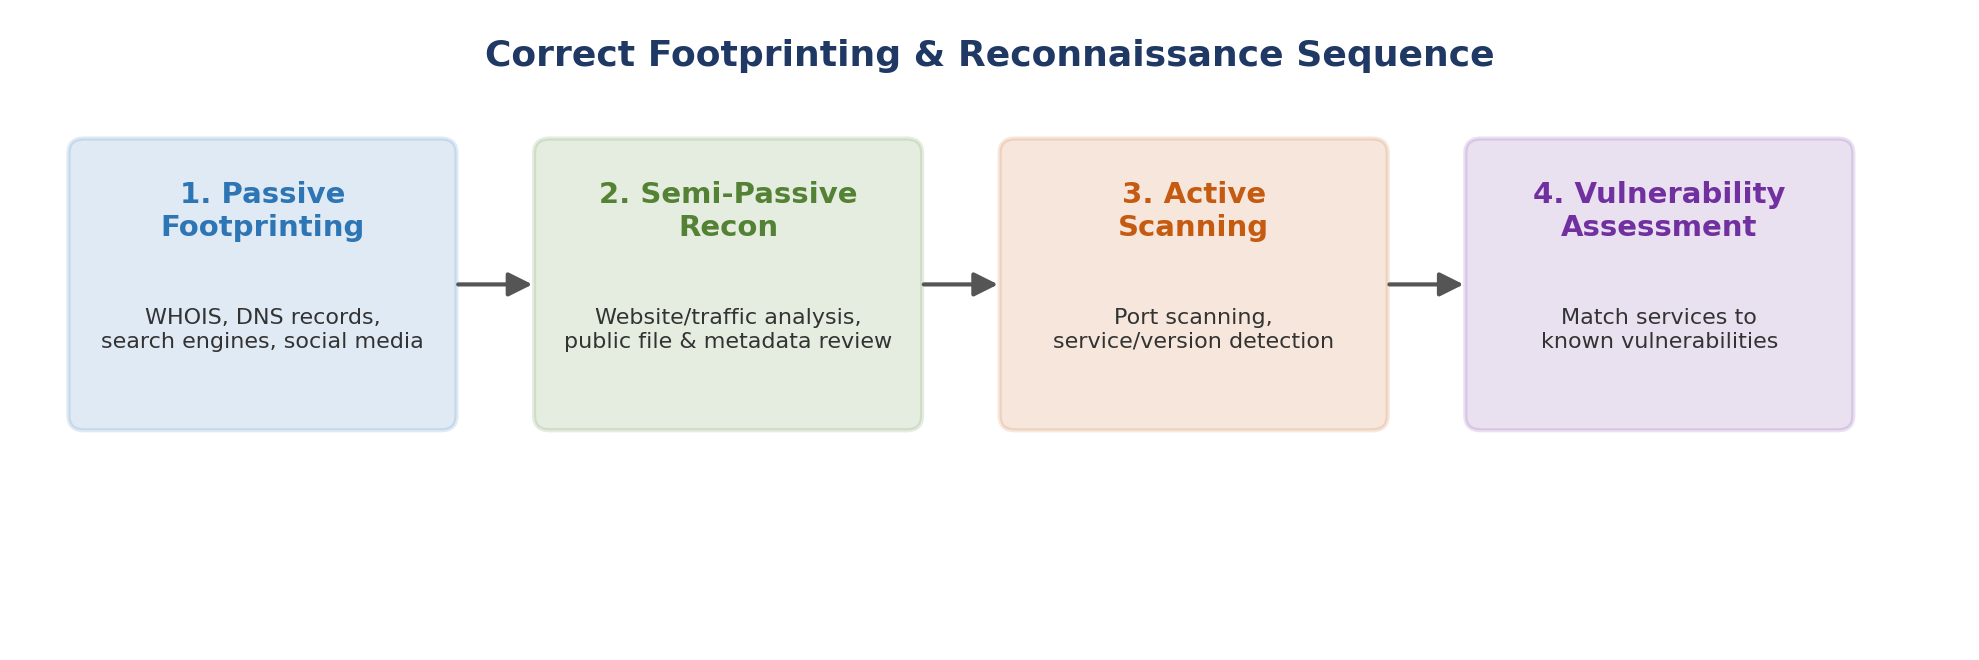 Correct Footprinting & Reconnaissance Sequence
1. Passive
Footprinting
WHOIS, DNS records,
search engines, social media
2. Semi-Passive
Recon
Website/traffic analysis,
public file & metadata review
3. Active
Scanning
Port scanning,
service/version detection
4. Vulnerability
Assessment
Match services to
known vulnerabilities